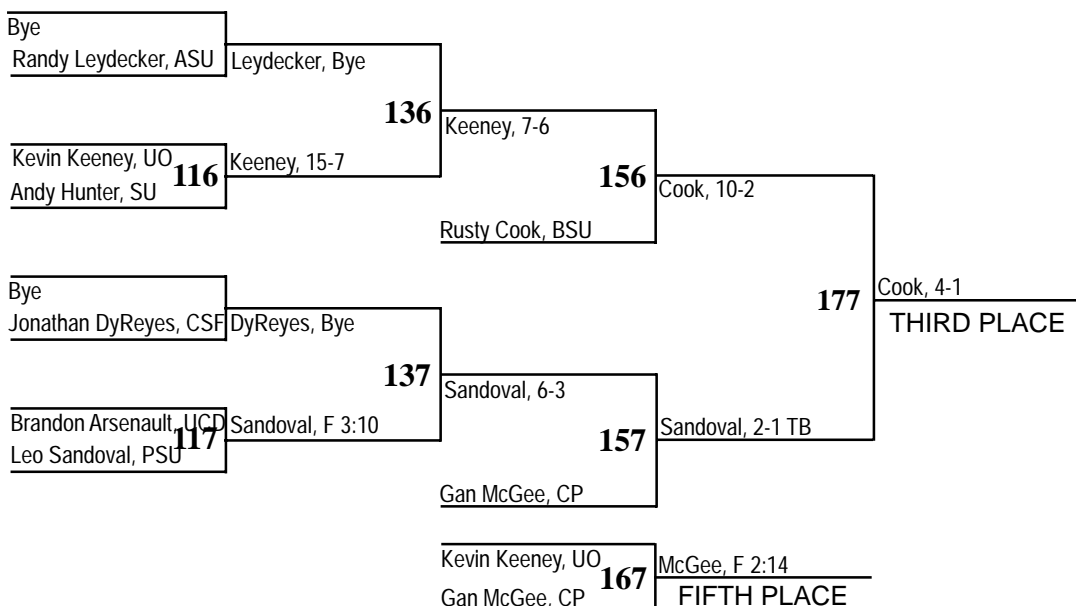 Bye
Randy Leydecker, ASU
Leydecker, Bye
136
Keeney, 7-6
Kevin Keeney, UO
116
Keeney, 15-7
Andy Hunter, SU
156
Cook, 10-2
Rusty Cook, BSU
Bye
Jonathan DyReyes, CSF
DyReyes, Bye
177
Cook, 4-1
THIRD PLACE
137
Sandoval, 6-3
Brandon Arsenault, UCD
117
Sandoval, F 3:10
Leo Sandoval, PSU
157
Sandoval, 2-1 TB
Gan McGee, CP
Kevin Keeney, UO
167
McGee, F 2:14
Gan McGee, CP
FIFTH PLACE